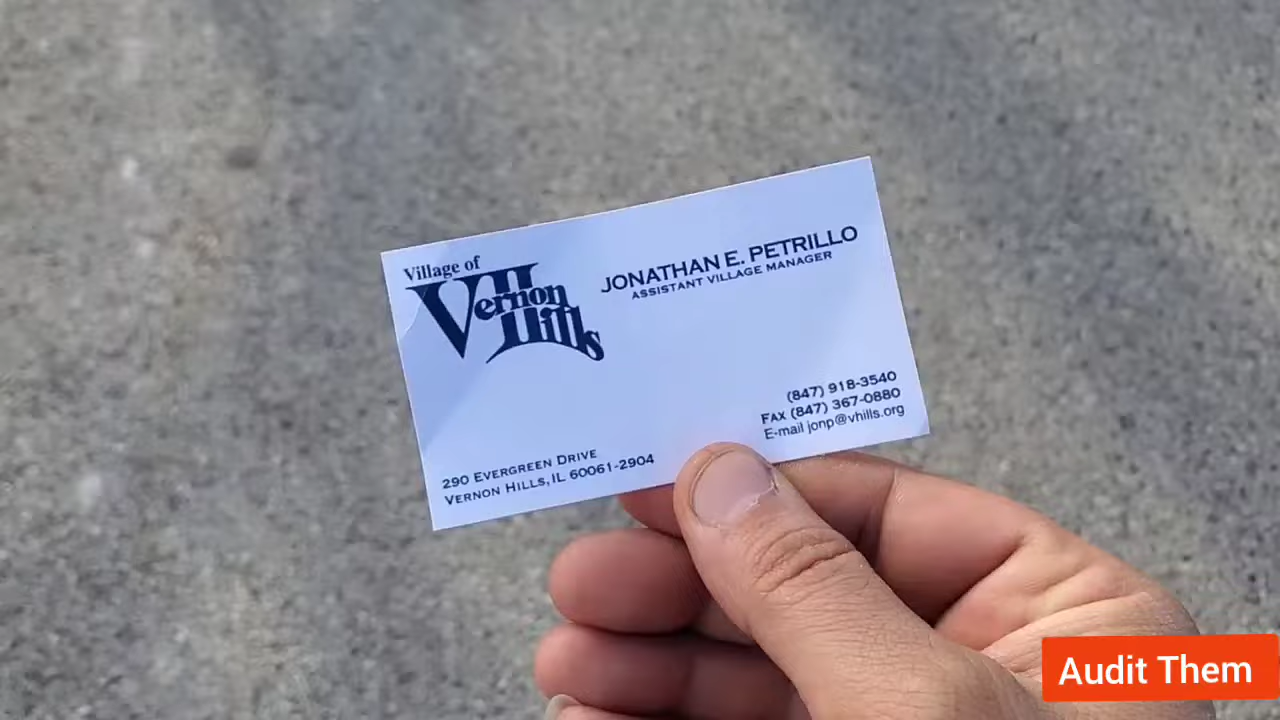 Village of
Vernon
Hills
JONATHAN E. PETRILLO
ASSISTANT VILLAGE MANAGER
(847) 918-3540
FAX (847) 367-0880
E-mail jonp@vhills.org
290 EVERGREEN DRIVE
VERNON HILLS, IL 60061-2904
Audit Them